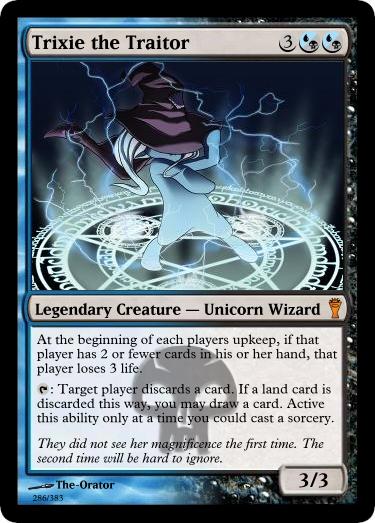 Trixie the Traitor 3
Legendary Creature — Unicorn Wizard
At the beginning of each players upkeep, if that
player has 2 or fewer cards in his or her hand, that
player loses 3 life.
: Target player discards a card. If a land card is
discarded this way, you may draw a card. Active
this ability only at a time you could cast a sorcery.
They did not see her magnificence the first time. The
second time will be hard to ignore.
The-Orator
3/3
286/383